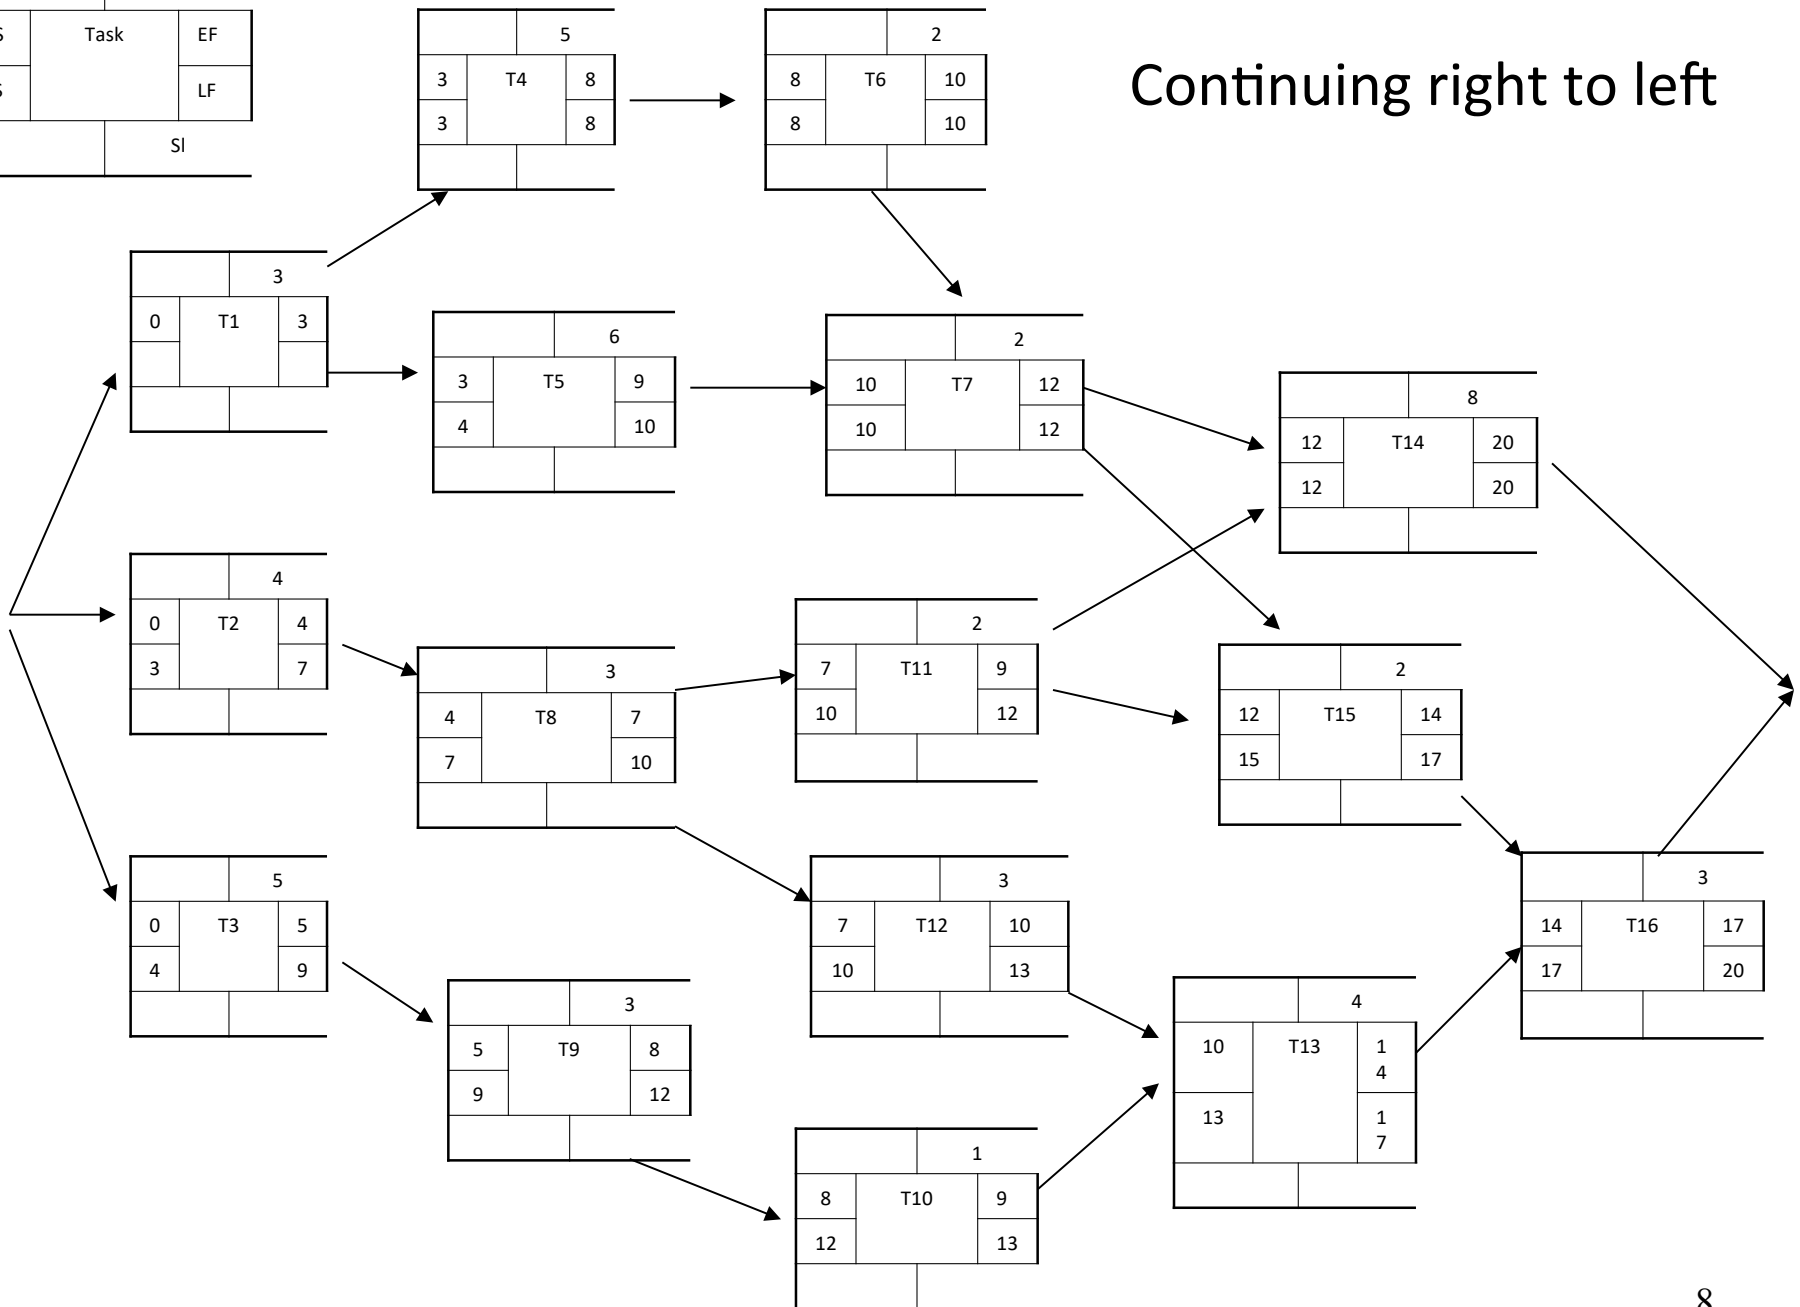 S Task EF
S LF
Sl
Continuing right to left
5
3 T4 8
3 8
2
8 T6 10
8 10
3
0 T1 3
6
3 T5 9
4 10
2
10 T7 12
10 12
8
12 T14 20
12 20
4
0 T2 4
3 7
3
4 T8 7
7 10
2
7 T11 9
10 12
2
12 T15 14
15 17
5
0 T3 5
4 9
3
5 T9 8
9 12
3
7 T12 10
10 13
1
8 T10 9
12 13
4
10 T13 1
4
13 1
7
3
14 T16 17
17 20
8